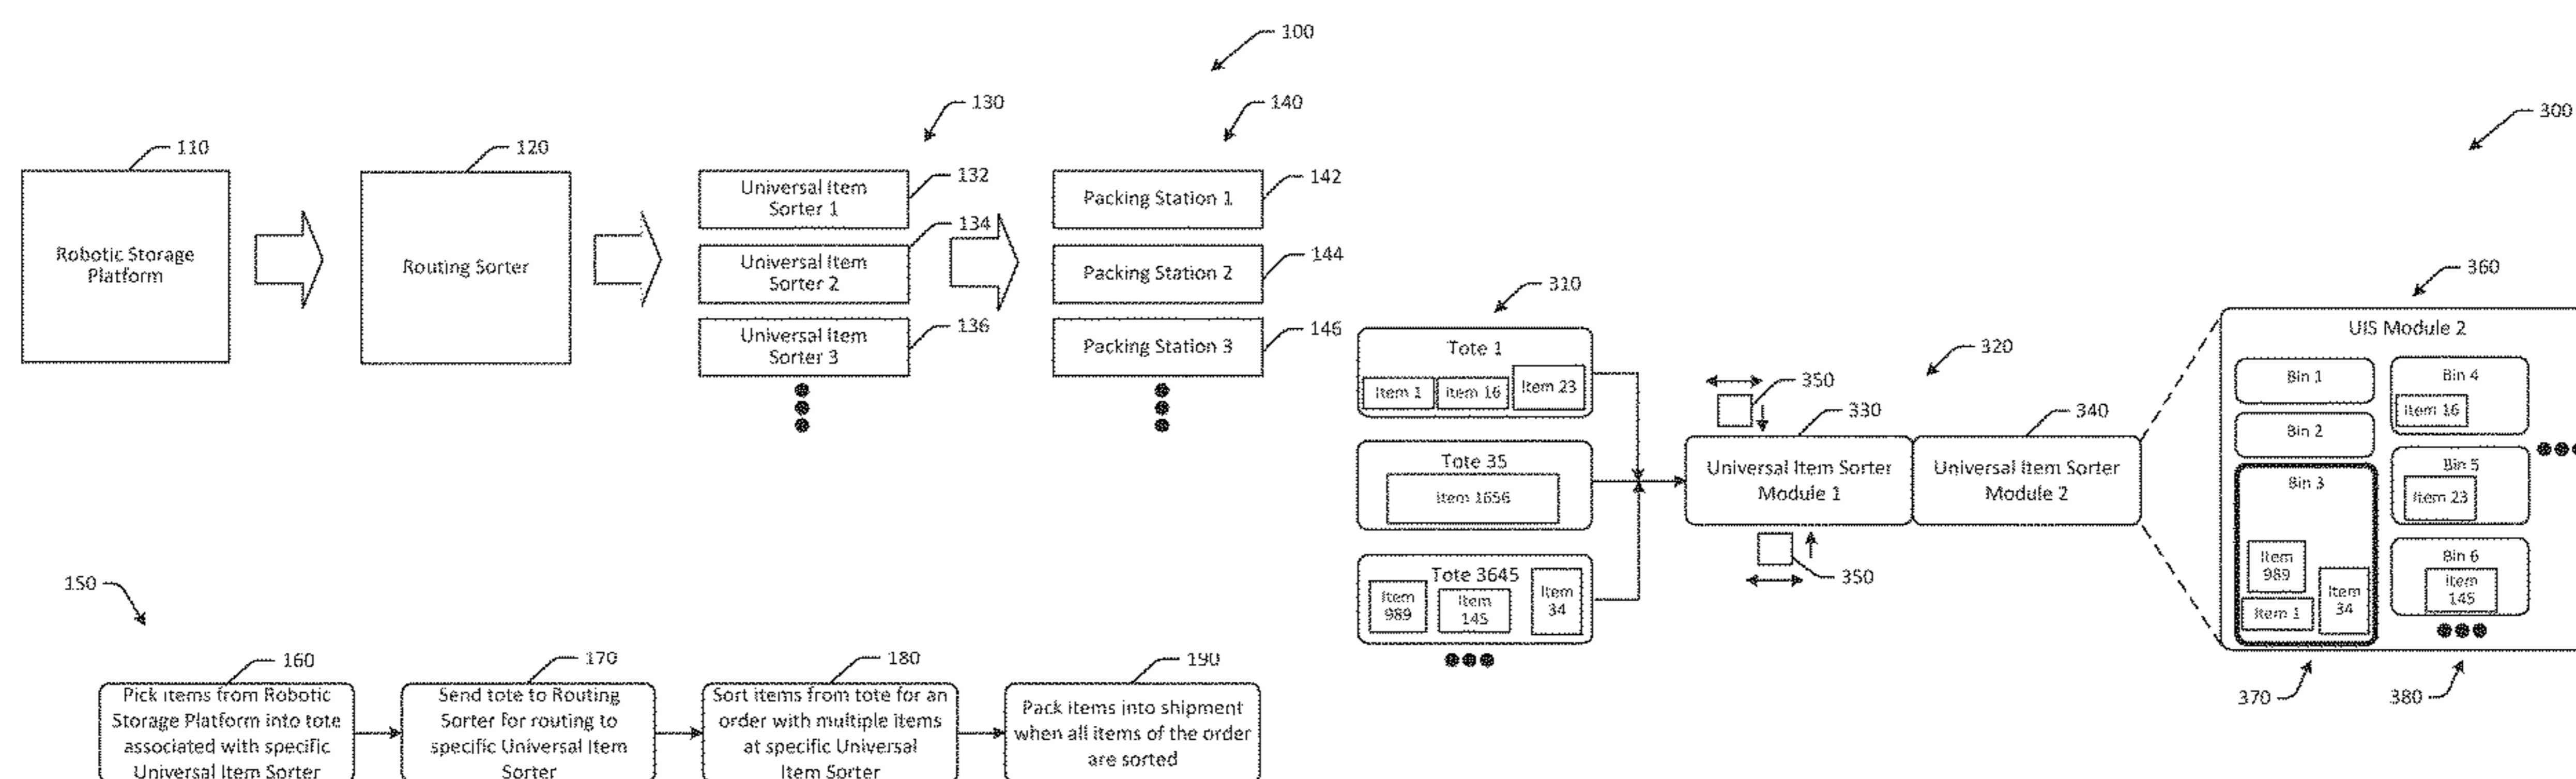 100
130
140
110
120
132
134
136
142
144
146
Robotic Storage
Platform
Routing Sorter
Universal Item
Sorter 1
Universal Item
Sorter 2
Universal Item
Sorter 3
Packing Station 1
Packing Station 2
Packing Station 3
150
160
170
180
190
Pick items from Robotic
Storage Platform into tote
associated with specific
Universal Item Sorter
Send tote to Routing
Sorter for routing to
specific Universal Item
Sorter
Sort items from tote for an
order with multiple items
at specific Universal
Item Sorter
Pack items into shipment
when all items of the order
are sorted
300
310
320
Tote 1
Item 1
Item 16
Item 23
Tote 35
Item 1656
Tote 3645
Item
989
Item
145
Item
34
350
330
340
Universal Item Sorter
Module 1
Universal Item Sorter
Module 2
350
360
UIS Module 2
Bin 1
Bin 2
Bin 3
Item
989
Item 1
Item
34
Bin 4
Item 16
Bin 5
Item 23
Bin 6
Item
145
370
380